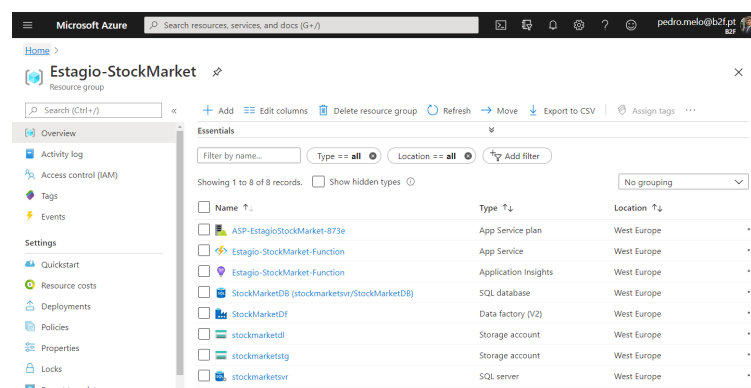 Microsoft Azure
Search resources, services, and docs (G+/)
pedro.melo@b2f.pt
B2F
Home >
Estagio-StockMarket
Resource group
Search (Ctrl+/)
«
Add
Edit columns
Delete resource group
Refresh
Move
Export to CSV
Assign tags
...
Overview
Activity log
Access control (IAM)
Tags
Events
Settings
Quickstart
Resource costs
Deployments
Policies
Properties
Locks
Essentials
Filter by name...
Type == all
Location == all
Add filter
Showing 1 to 8 of 8 records.
Show hidden types
No grouping
Name ↑↓ Type ↑↓ Location ↑↓
ASP-EstagioStockMarket-873e App Service plan West Europe
Estagio-StockMarket-Function App Service West Europe
Estagio-StockMarket-Function Application Insights West Europe
StockMarketDB (stockmarketsvr/StockMarketDB) SQL database West Europe
StockMarketDf Data factory (V2) West Europe
stockmarketdl Storage account West Europe
stockmarketstg Storage account West Europe
stockmarketsvr SQL server West Europe